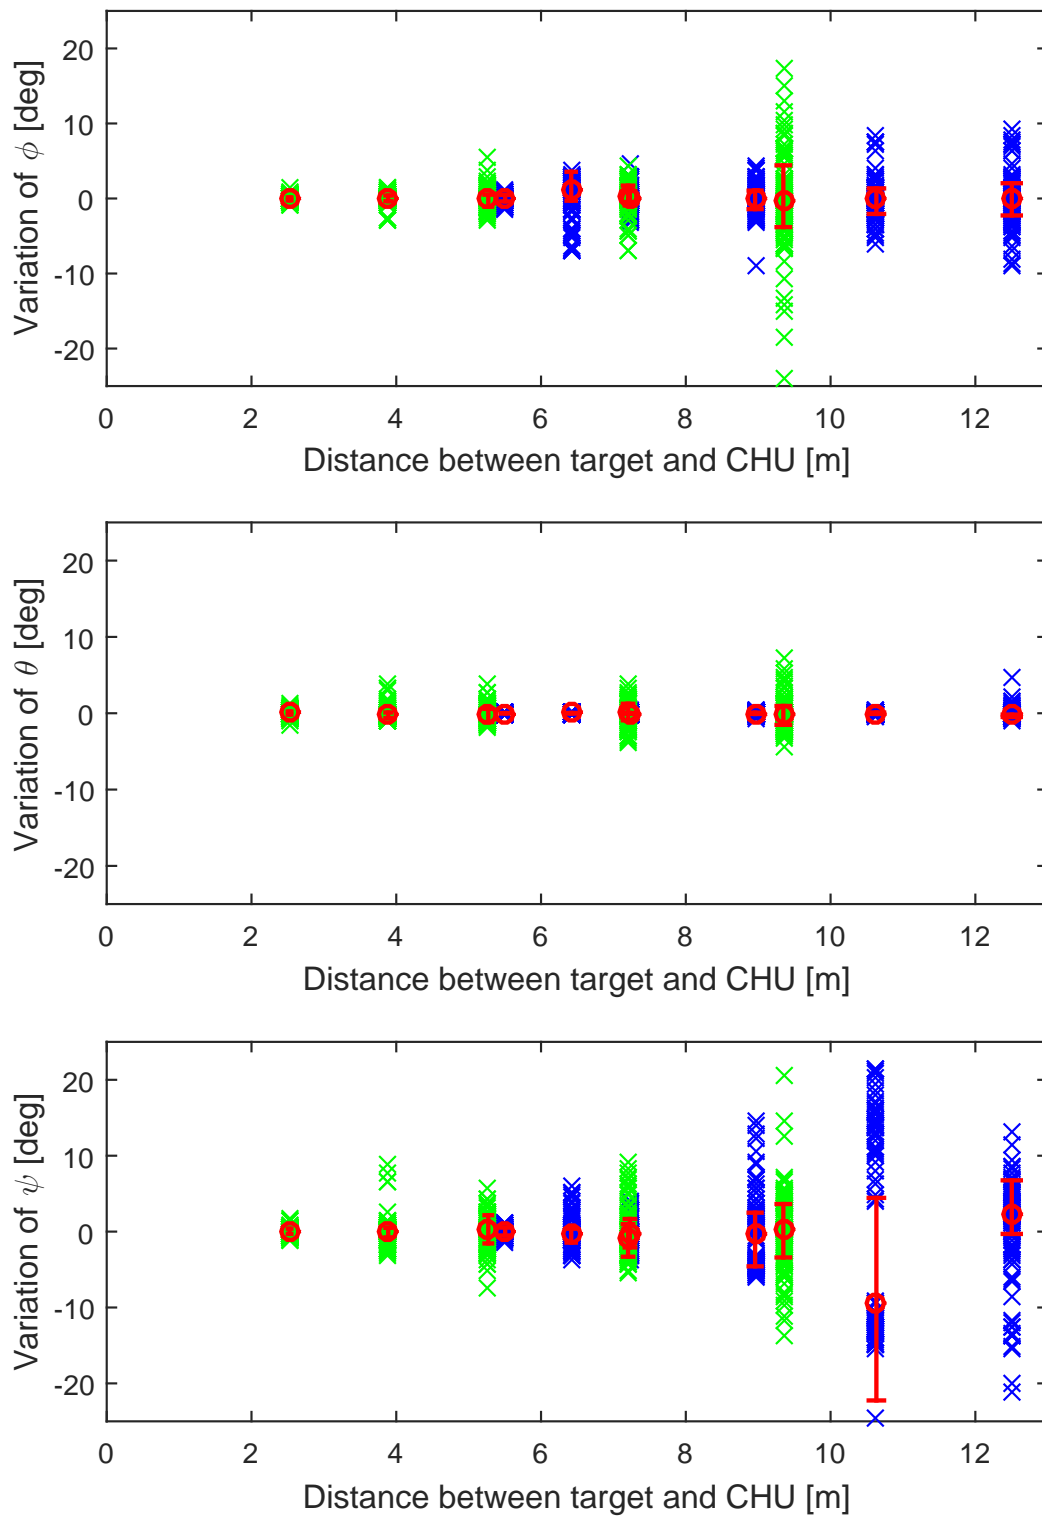 Variation of ϕ [deg]
20
10
0
-10
-20
0 2 4 6 8 10 12
Distance between target and CHU [m]
Variation of θ [deg]
20
10
0
-10
-20
0 2 4 6 8 10 12
Distance between target and CHU [m]
Variation of ψ [deg]
20
10
0
-10
-20
0 2 4 6 8 10 12
Distance between target and CHU [m]